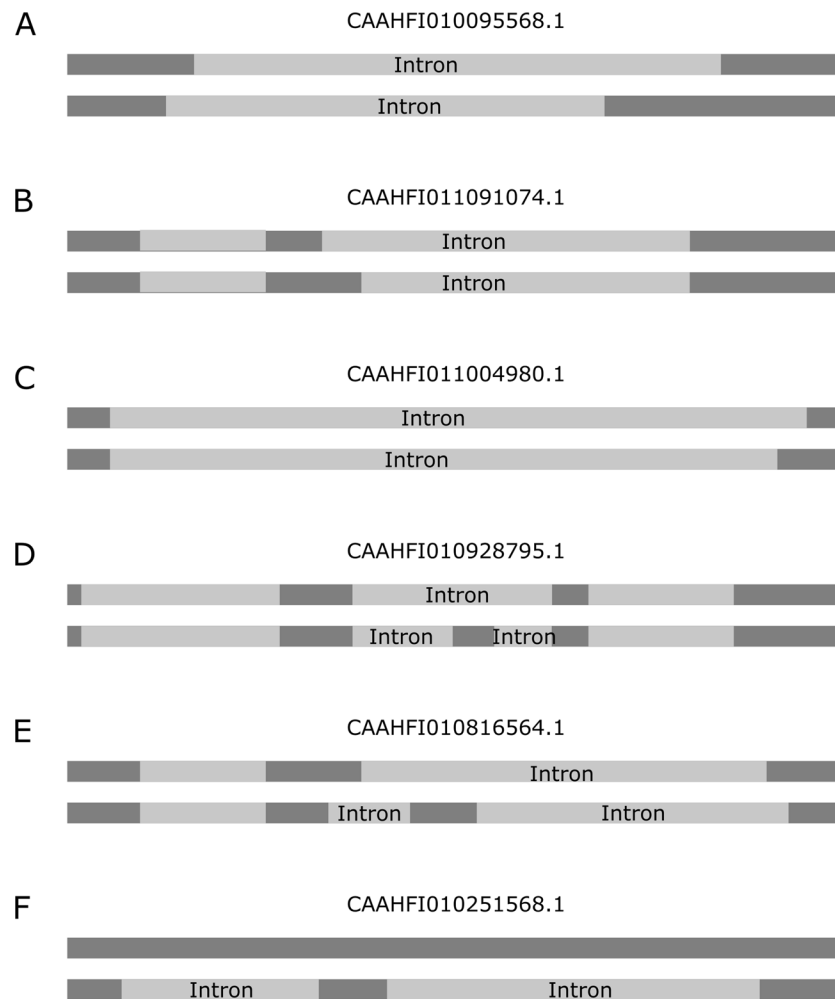 A
CAAHFI010095568.1
Intron
Intron
B
CAAHFI011091074.1
Intron
Intron
C
CAAHFI011004980.1
Intron
Intron
D
CAAHFI010928795.1
Intron
Intron Intron
E
CAAHFI010816564.1
Intron
Intron Intron
F
CAAHFI010251568.1
Intron Intron